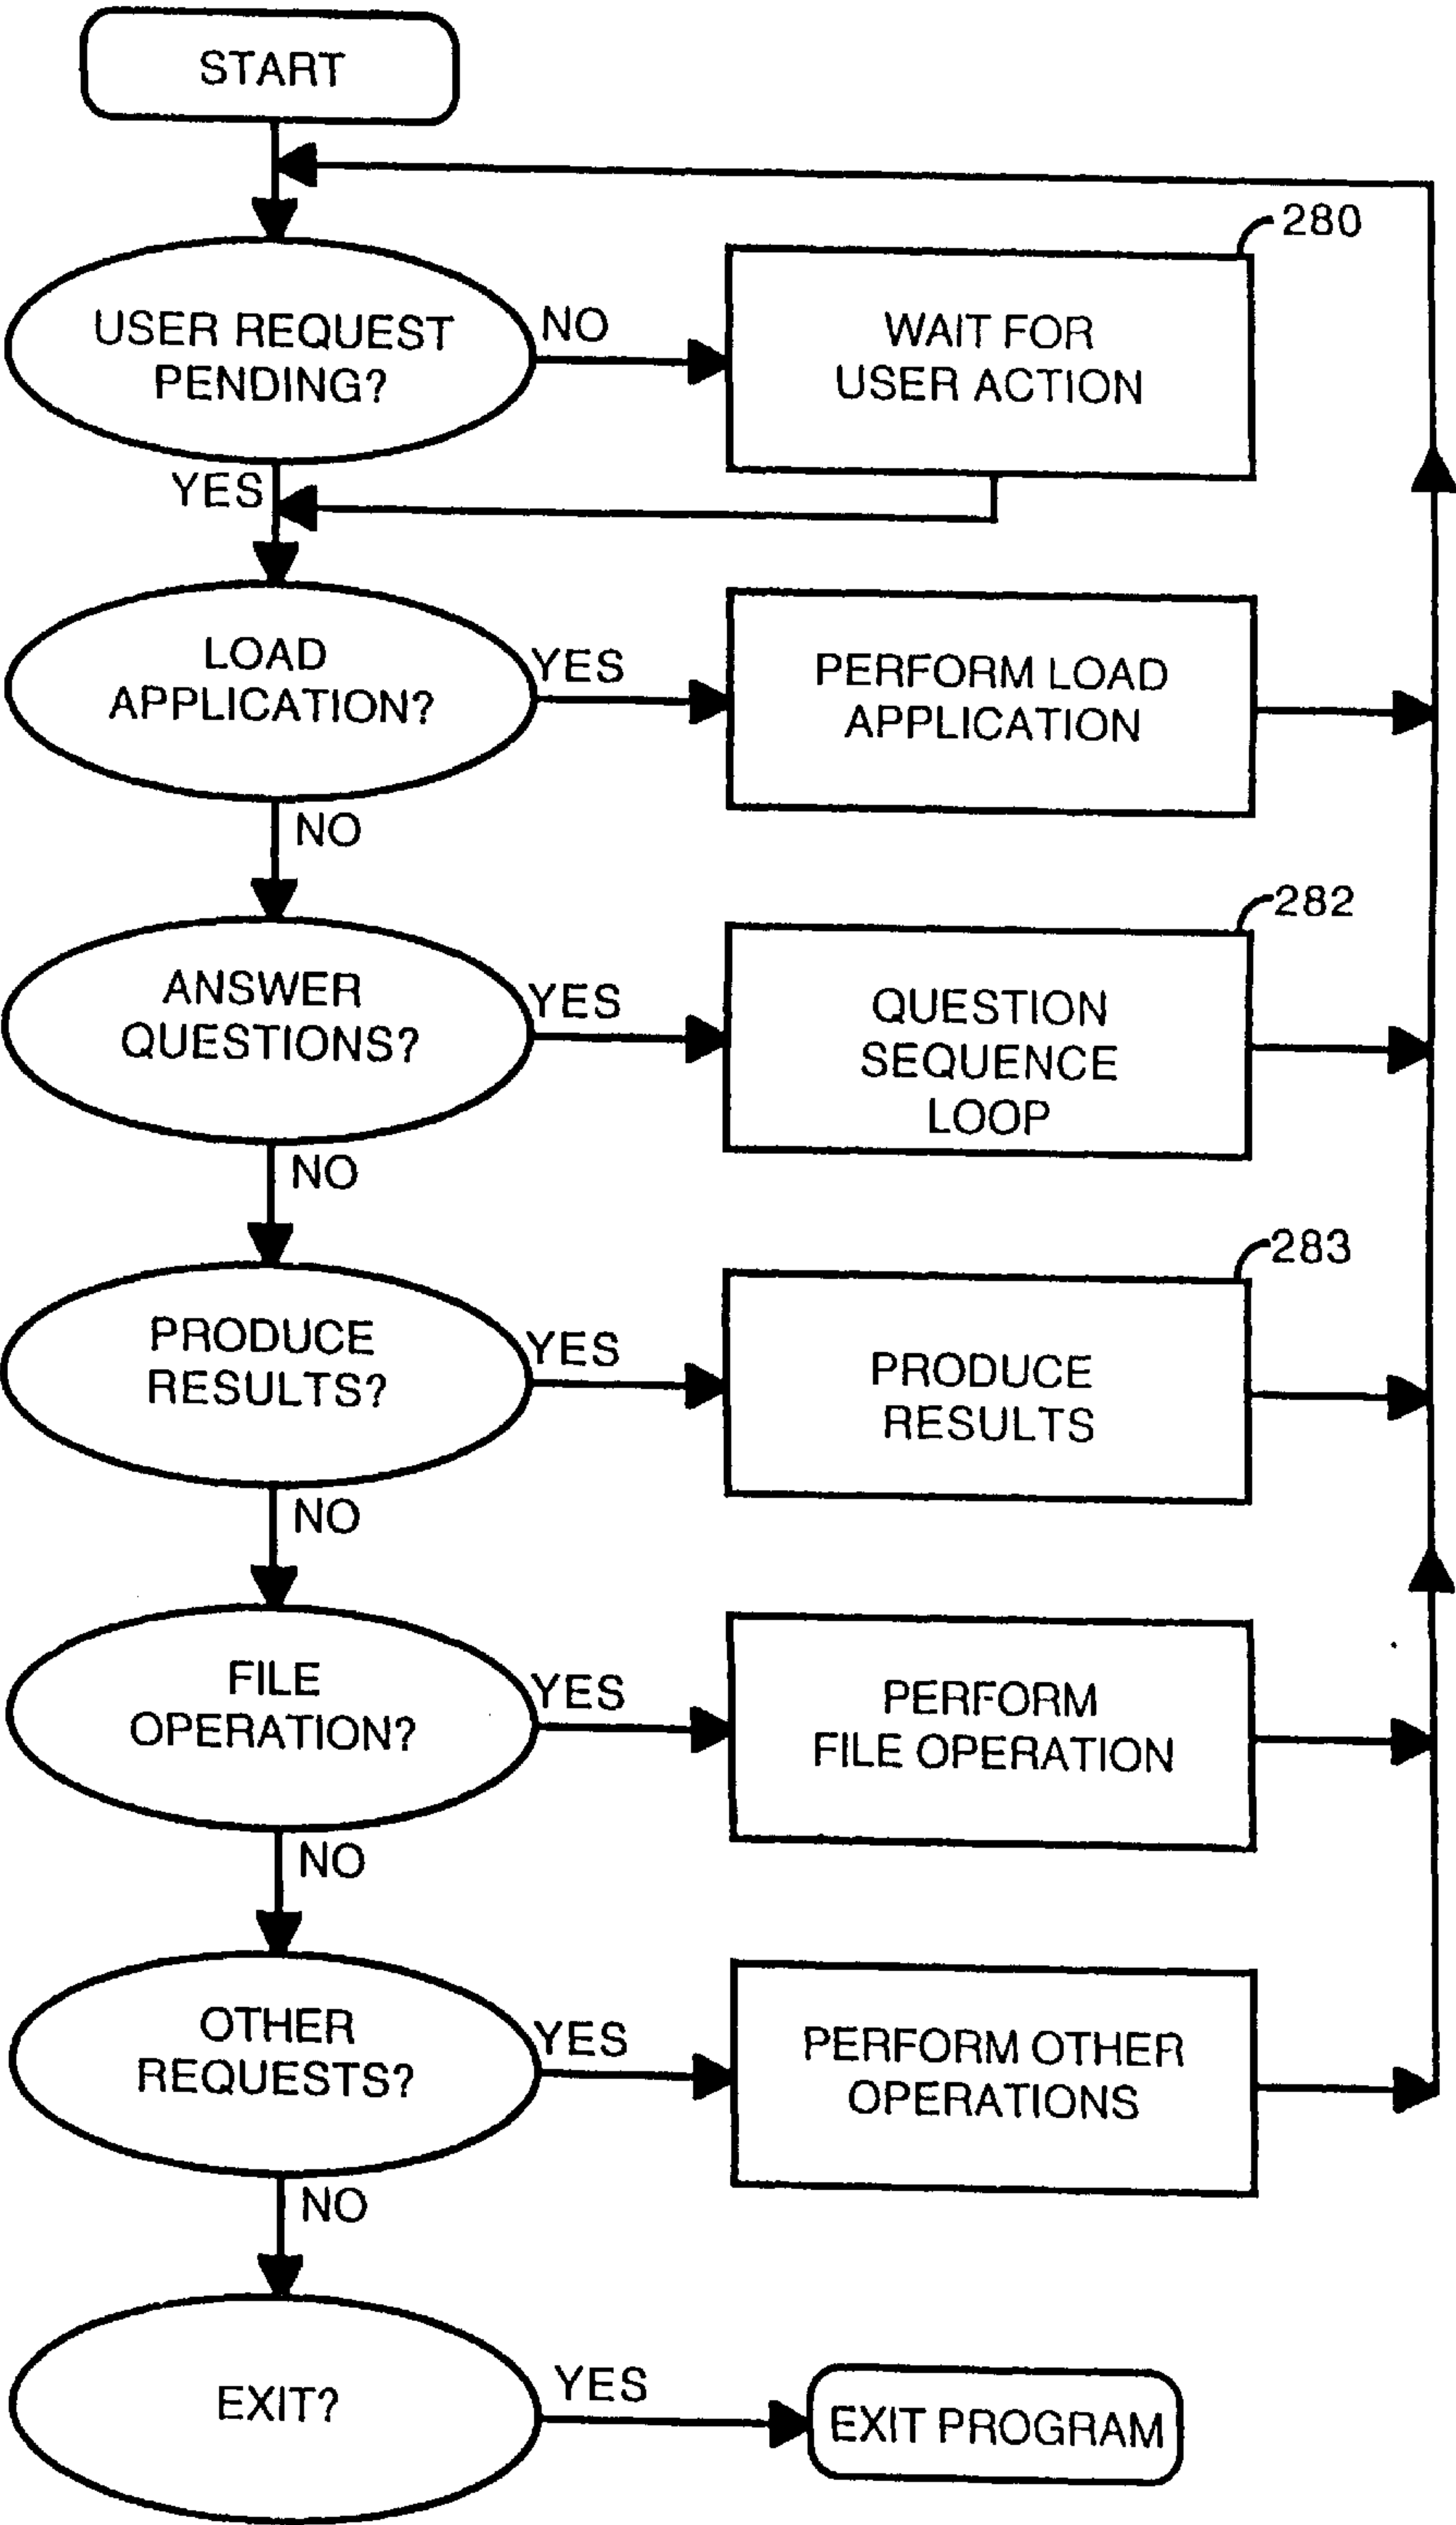 START
280
USER REQUEST
PENDING?
NO
WAIT FOR
USER ACTION
YES
LOAD
APPLICATION?
YES
PERFORM LOAD
APPLICATION
NO
282
ANSWER
QUESTIONS?
YES
QUESTION
SEQUENCE
LOOP
NO
283
PRODUCE
RESULTS?
YES
PRODUCE
RESULTS
NO
FILE
OPERATION?
YES
PERFORM
FILE OPERATION
NO
OTHER
REQUESTS?
YES
PERFORM OTHER
OPERATIONS
NO
EXIT?
YES
EXIT PROGRAM